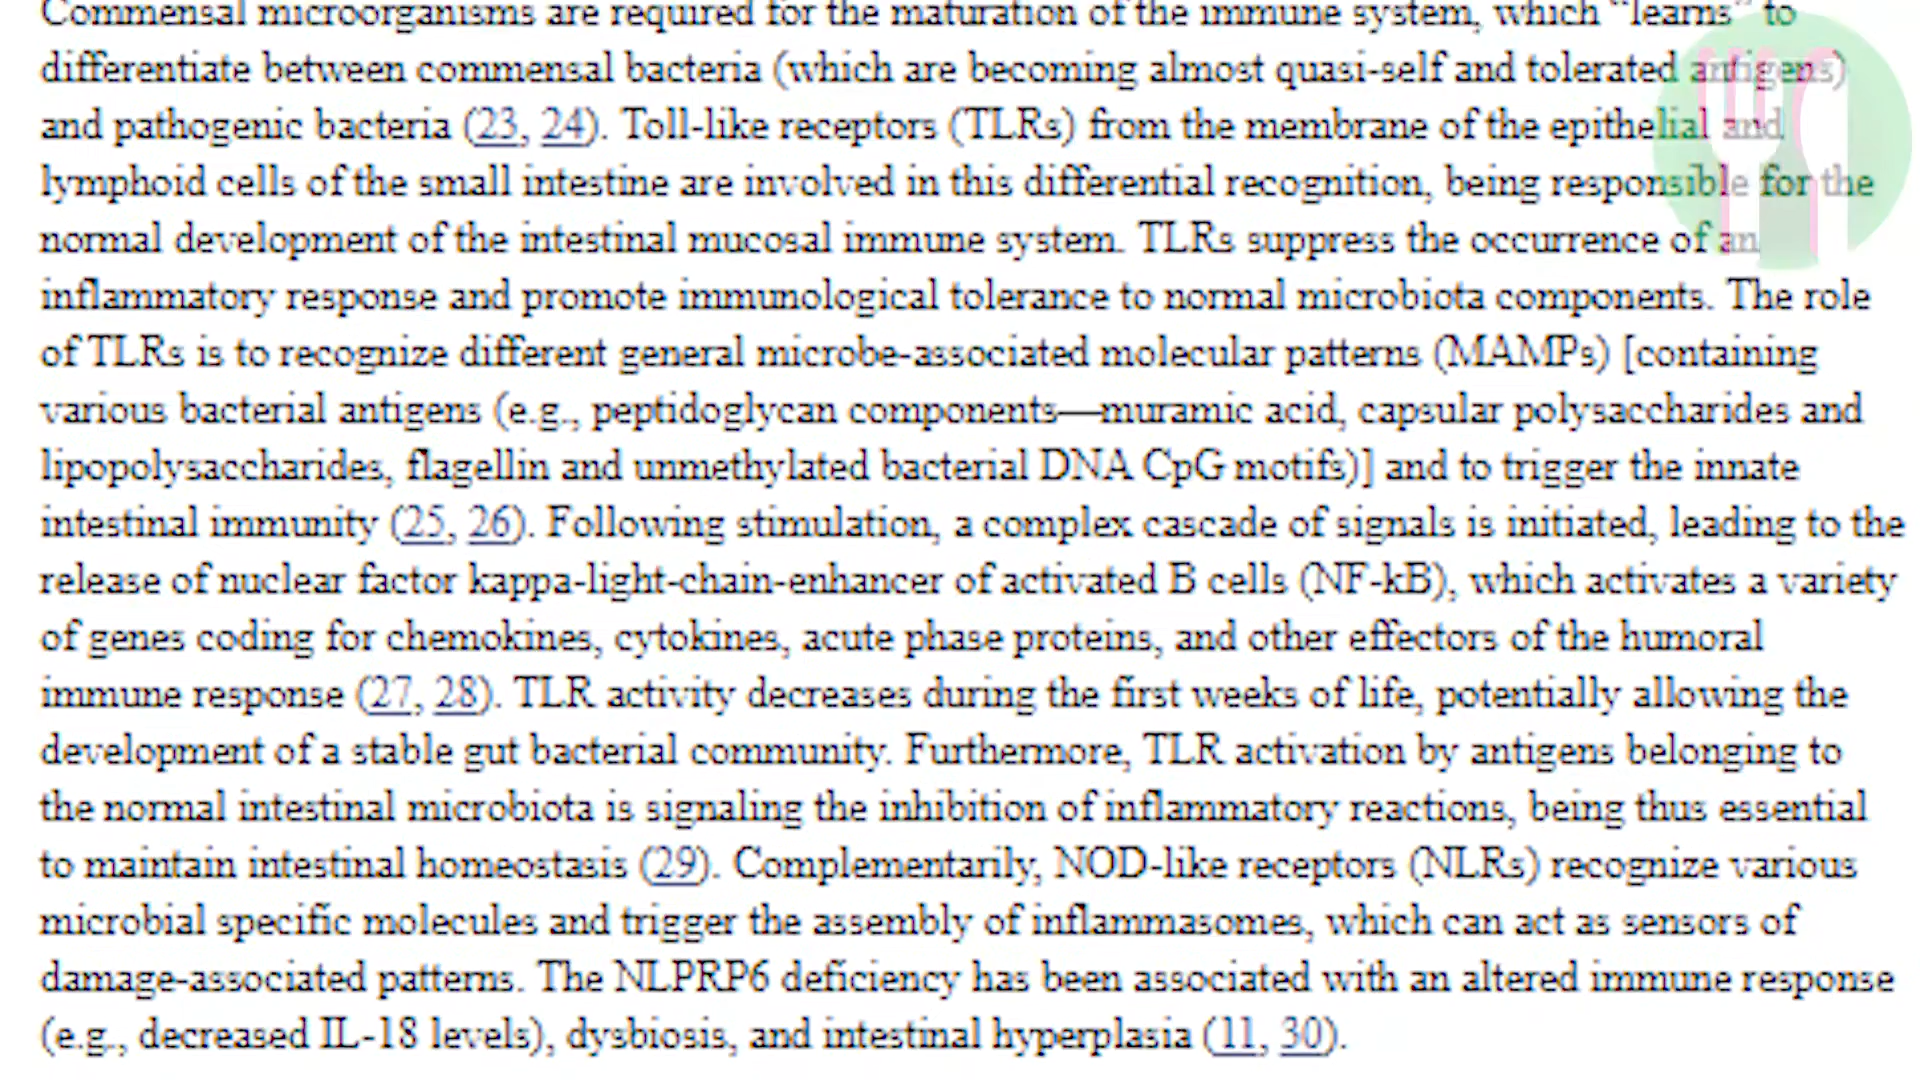 Commensal microorganisms are required for the maturation of the immune system, which “learns” to
differentiate between commensal bacteria (which are becoming almost quasi-self and tolerated antigens)
and pathogenic bacteria (23, 24). Toll-like receptors (TLRs) from the membrane of the epithelial and
lymphoid cells of the small intestine are involved in this differential recognition, being responsible for the
normal development of the intestinal mucosal immune system. TLRs suppress the occurrence of an
inflammatory response and promote immunological tolerance to normal microbiota components. The role
of TLRs is to recognize different general microbe-associated molecular patterns (MAMPs) [containing
various bacterial antigens (e.g., peptidoglycan components—muramic acid, capsular polysaccharides and
lipopolysaccharides, flagellin and unmethylated bacterial DNA CpG motifs)] and to trigger the innate
intestinal immunity (25, 26). Following stimulation, a complex cascade of signals is initiated, leading to the
release of nuclear factor kappa-light-chain-enhancer of activated B cells (NF-kB), which activates a variety
of genes coding for chemokines, cytokines, acute phase proteins, and other effectors of the humoral
immune response (27, 28). TLR activity decreases during the first weeks of life, potentially allowing the
development of a stable gut bacterial community. Furthermore, TLR activation by antigens belonging to
the normal intestinal microbiota is signaling the inhibition of inflammatory reactions, being thus essential
to maintain intestinal homeostasis (29). Complementarily, NOD-like receptors (NLRs) recognize various
microbial specific molecules and trigger the assembly of inflammasomes, which can act as sensors of
damage-associated patterns. The NLPRP6 deficiency has been associated with an altered immune response
(e.g., decreased IL-18 levels), dysbiosis, and intestinal hyperplasia (11, 30).